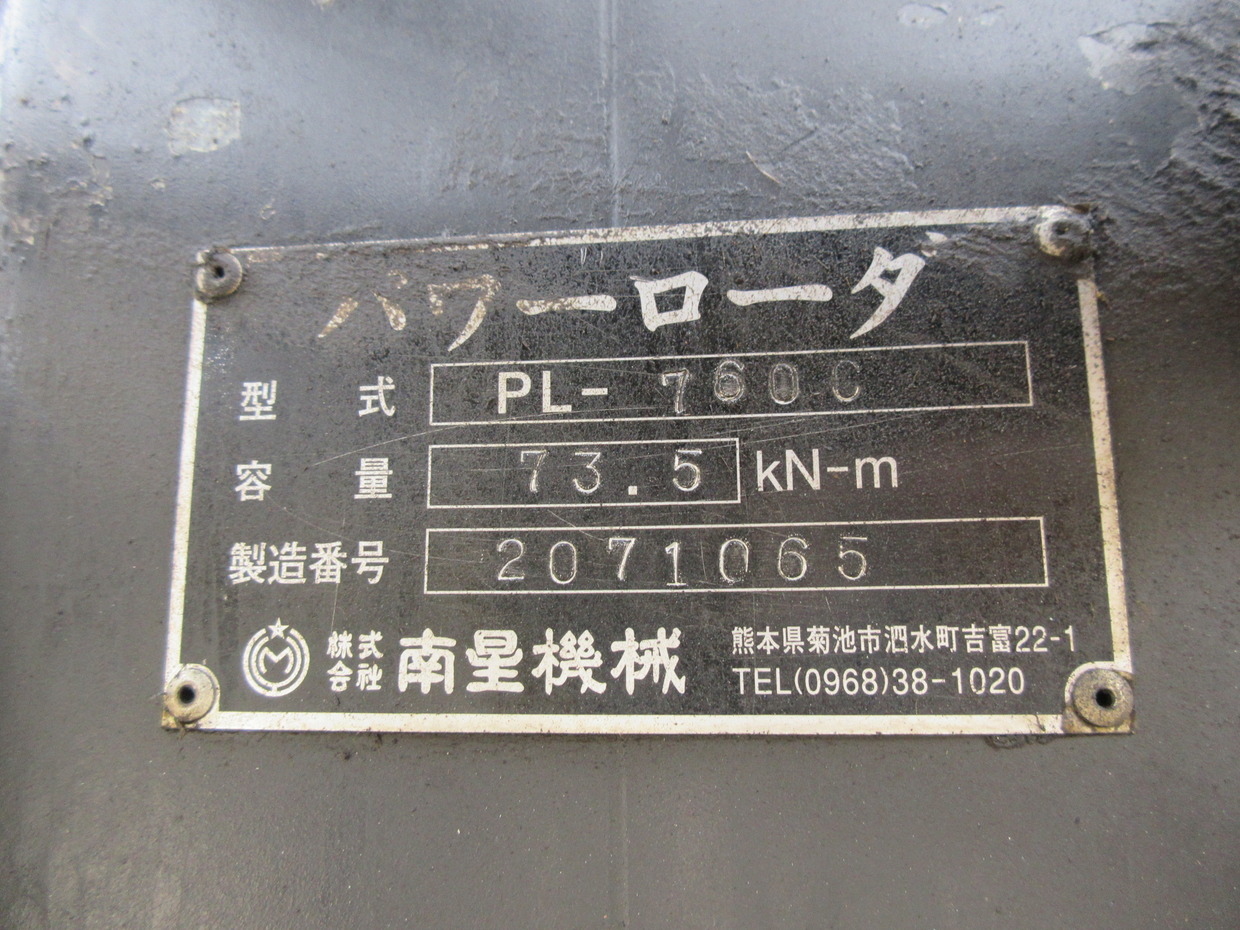 パワーローダ
型式 PL-760C
容量 73.5 kN-m
製造番号 2071065
株式会社 南星機械 熊本県菊池市泗水町吉富22-1
TEL(0968)38-1020